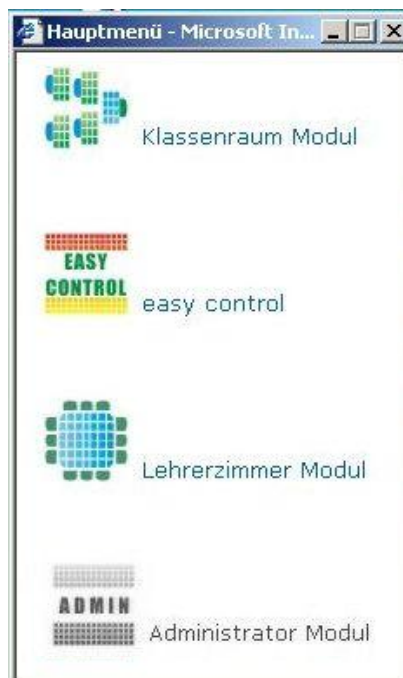 Hauptmenü - Microsoft In...
Klassenraum Modul
EASY
CONTROL
easy control
Lehrerzimmer Modul
ADMIN
Administrator Modul